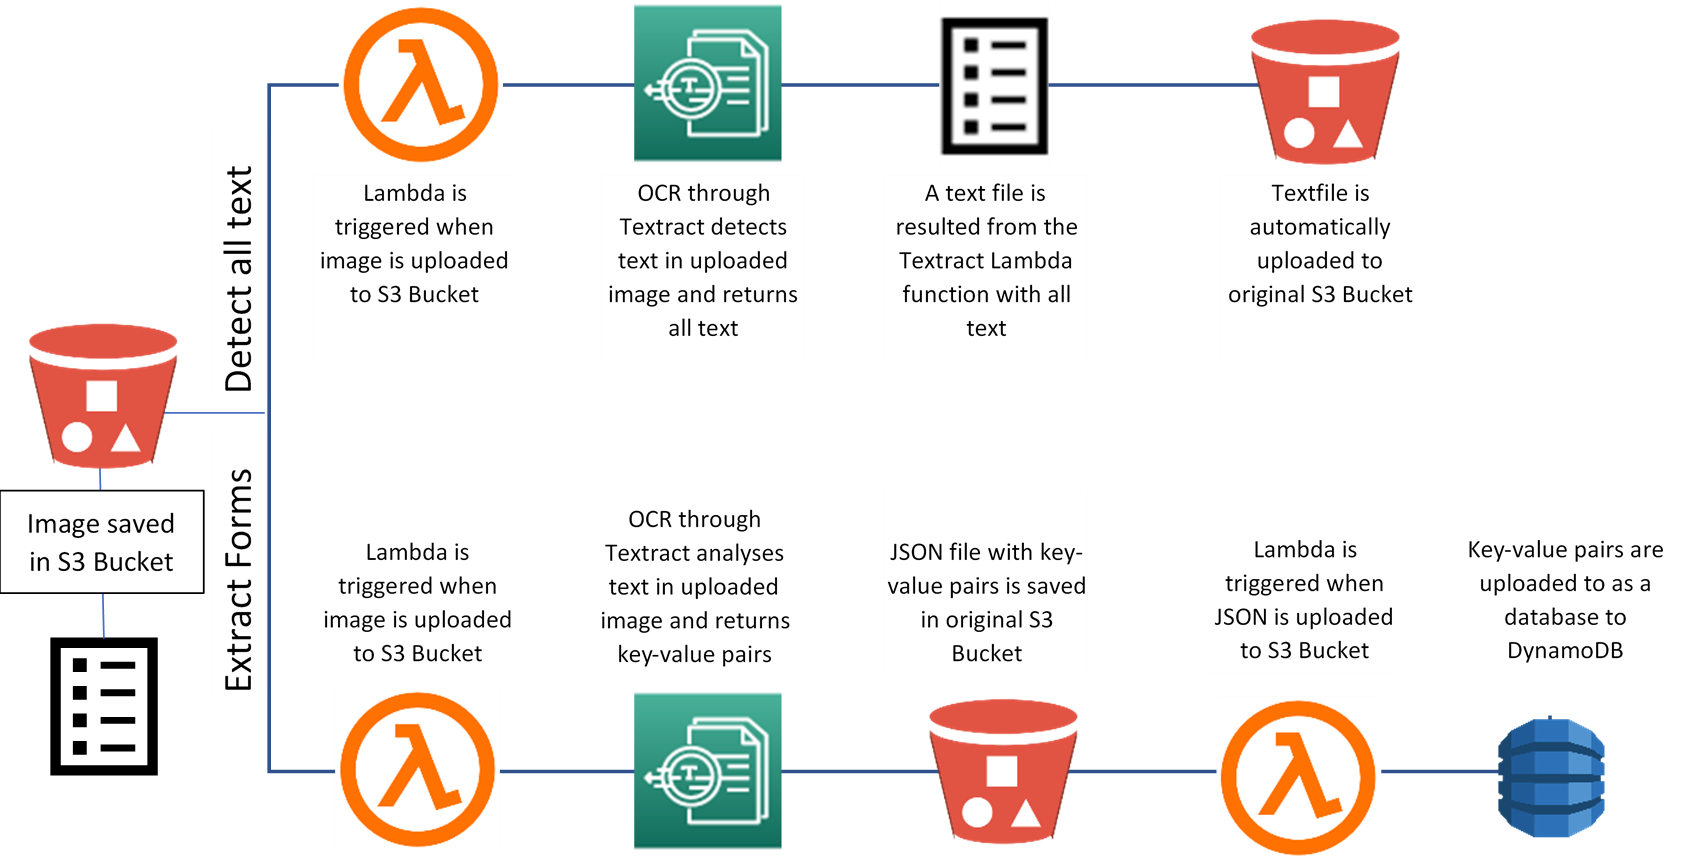 Image saved
in S3 Bucket
Detect all text
Lambda is
triggered when
image is uploaded
to S3 Bucket
OCR through
Textract detects
text in uploaded
image and returns
all text
A text file is
resulted from the
Textract Lambda
function with all
text
Textfile is
automatically
uploaded to
original S3 Bucket
Extract Forms
Lambda is
triggered when
image is uploaded
to S3 Bucket
OCR through
Textract analyses
text in uploaded
image and returns
key-value pairs
JSON file with key-
value pairs is saved
in original S3
Bucket
Lambda is
triggered when
JSON is uploaded
to S3 Bucket
Key-value pairs are
uploaded to as a
database to
DynamoDB